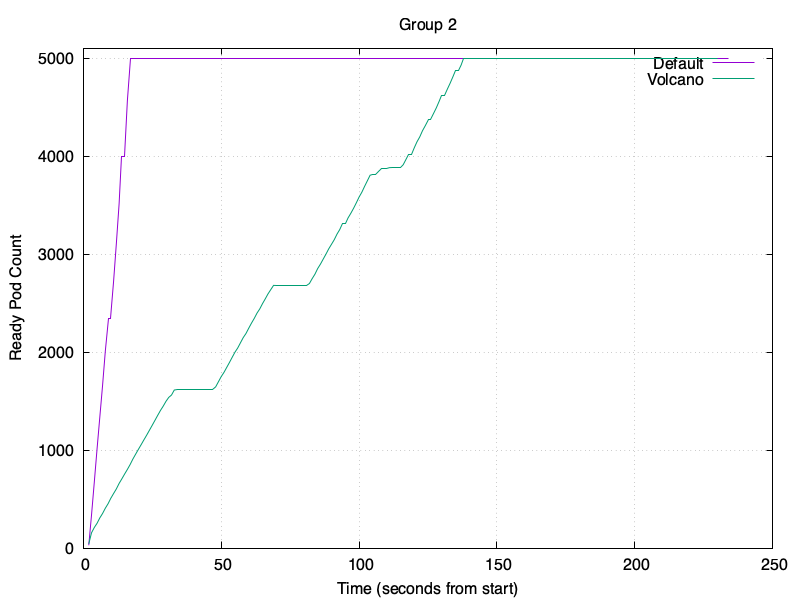 Group 2
5000
4000
3000
2000
1000
0
Ready Pod Count
Default
Volcano
0 50 100 150 200 250
Time (seconds from start)